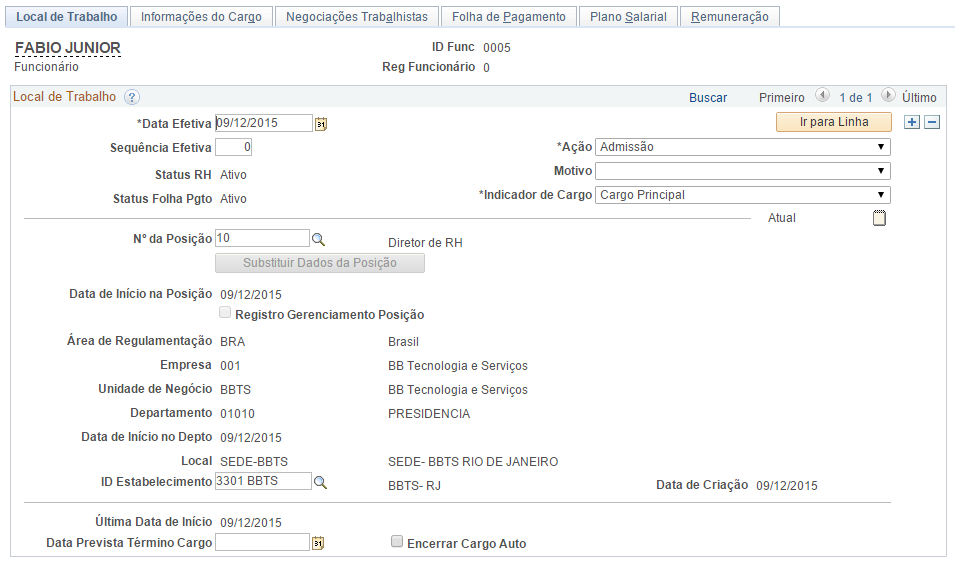 Local de Trabalho Informações do Cargo Negociações Trabalhistas Folha de Pagamento Plano Salarial Remuneração
FABIO JUNIOR ID Func 0005
Funcionário Reg Funcionário 0
Local de Trabalho ? Buscar Primeiro 1 de 1 Último
*Data Efetiva 09/12/2015 31 Ir para Linha + −
Sequência Efetiva 0 *Ação Admissão
Status RH Ativo Motivo
Status Folha Pgto Ativo *Indicador de Cargo Cargo Principal
Atual
Nº da Posição 10 Diretor de RH
Substituir Dados da Posição
Data de Início na Posição 09/12/2015
Registro Gerenciamento Posição
Área de Regulamentação BRA Brasil
Empresa 001 BB Tecnologia e Serviços
Unidade de Negócio BBTS BB Tecnologia e Serviços
Departamento 01010 PRESIDENCIA
Data de Início no Depto 09/12/2015
Local SEDE-BBTS SEDE- BBTS RIO DE JANEIRO
ID Estabelecimento 3301 BBTS BBTS- RJ Data de Criação 09/12/2015
Última Data de Início 09/12/2015
Data Prevista Término Cargo 31 Encerrar Cargo Auto